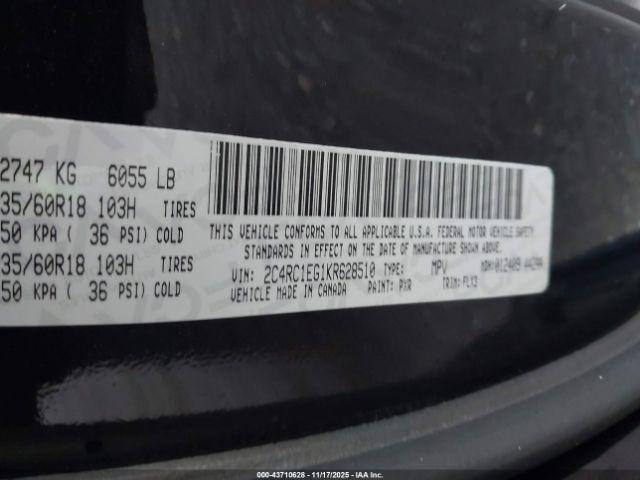 2747 KG 6055 LB
35/60R18 103H TIRES
50 KPA ( 36 PSI) COLD
35/60R18 103H TIRES
50 KPA ( 36 PSI) COLD
THIS VEHICLE CONFORMS TO ALL APPLICABLE U.S.A. FEDERAL MOTOR VEHICLE
STANDARDS IN EFFECT ON THE DATE OF MANUFACTURE SHOWN ABOVE.
VIN: 2C4RC1EG1KR628510 TYPE: MPV MDH:
VEHICLE MADE IN CANADA PAINT: PXR TRIM:
000-43710628 | 11/17/2025 - IAA Inc.